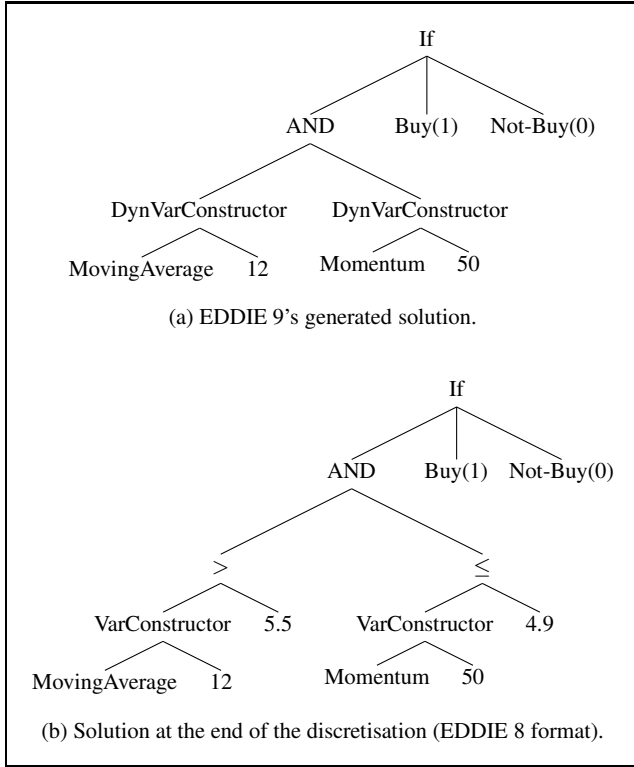 If
AND Buy(1) Not-Buy(0)
DynVarConstructor DynVarConstructor
MovingAverage 12 Momentum 50
(a) EDDIE 9's generated solution.
If
AND Buy(1) Not-Buy(0)
> ≤
VarConstructor 5.5 VarConstructor 4.9
MovingAverage 12 Momentum 50
(b) Solution at the end of the discretisation (EDDIE 8 format).